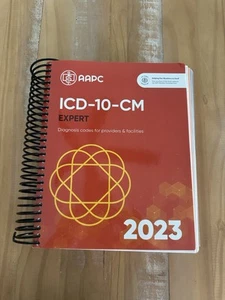 AAPC
ICD-10-CM
EXPERT
Diagnosis codes for providers & facilities
2023